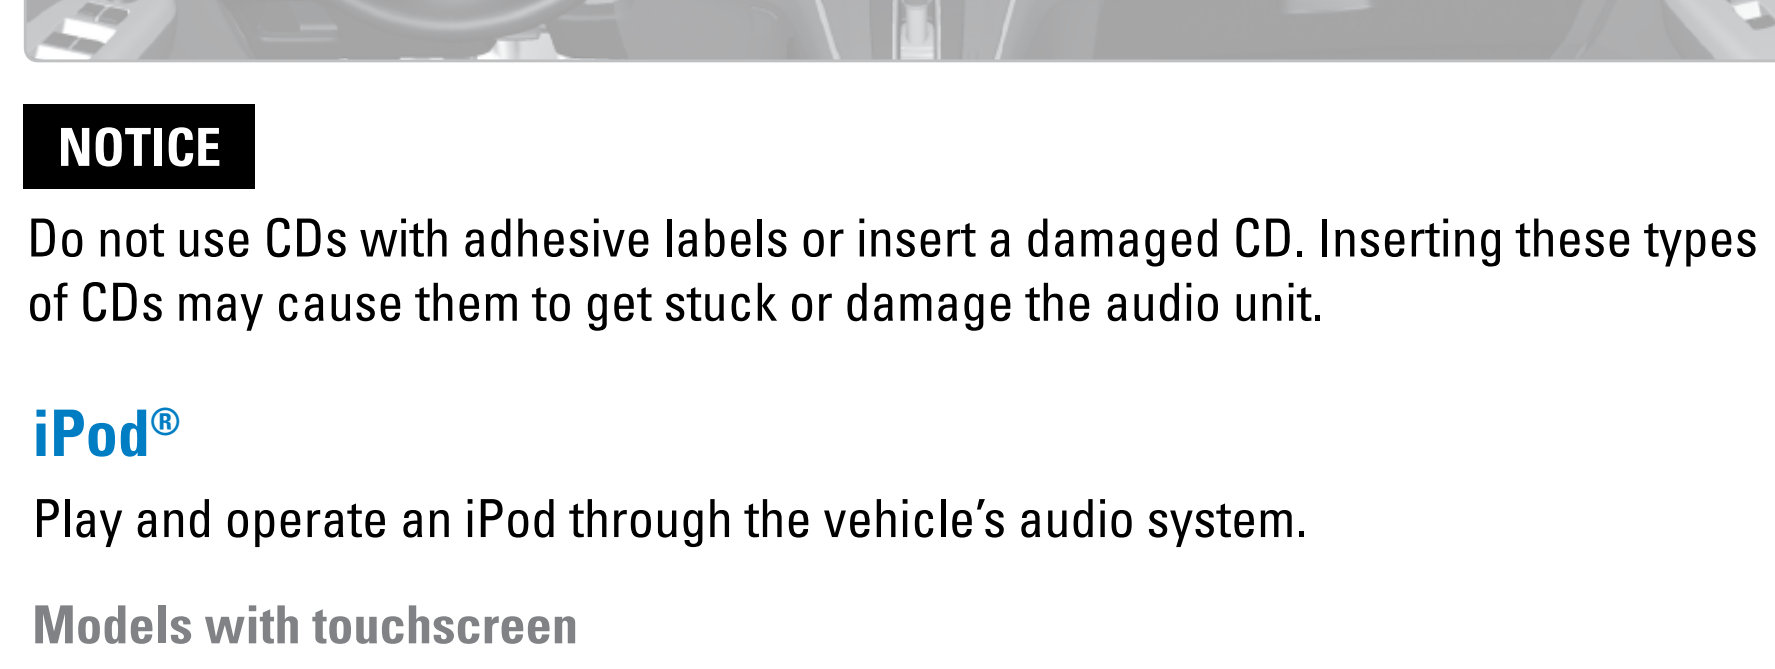 NOTICE
Do not use CDs with adhesive labels or insert a damaged CD. Inserting these types
of CDs may cause them to get stuck or damage the audio unit.
iPod®
Play and operate an iPod through the vehicle’s audio system.
Models with touchscreen